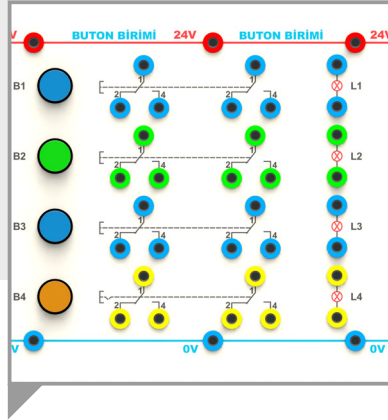 V BUTON BİRİMİ 24V BUTON BİRİMİ 24V
B1 1 2 4 1 2 4 L1
B2 1 2 4 1 2 4 L2
B3 1 2 4 1 2 4 L3
B4 1 2 4 1 2 4 L4
V 0V 0V